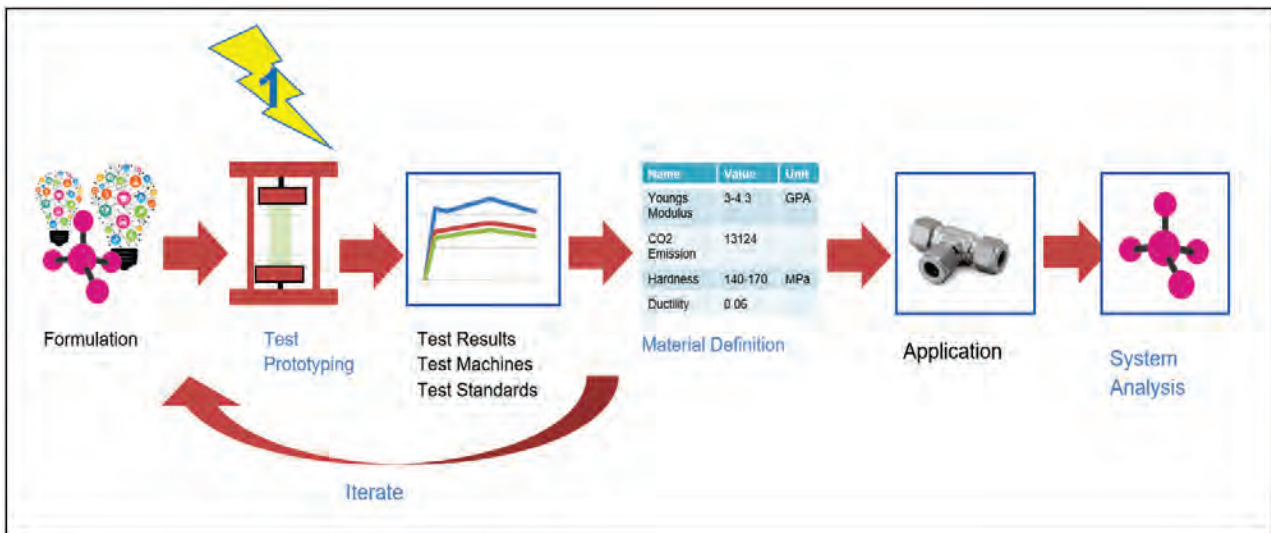 1
Name Value Unit
Youngs Modulus 3-4.3 GPA
CO2 Emission 13124
Hardness 140-170 MPa
Ductility 0.06
Formulation
Test
Prototyping
Test Results
Test Machines
Test Standards
Material Definition
Application
System
Analysis
Iterate